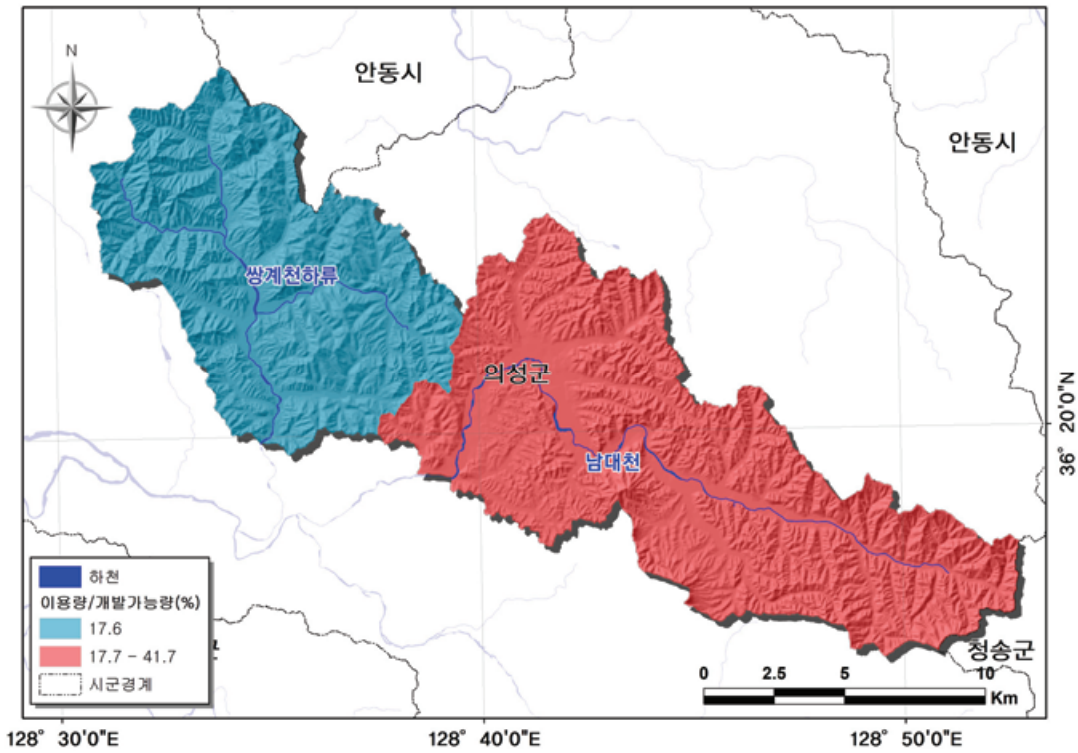 N
안동시
안동시
쌍계천하류
의성군
남대천
청송군
36° 20'0"N
하천
이용량/개발가능량(%)
17.6
17.7 - 41.7
시군경계
0 2.5 5 10
Km
128° 30'0"E
128° 40'0"E
128° 50'0"E